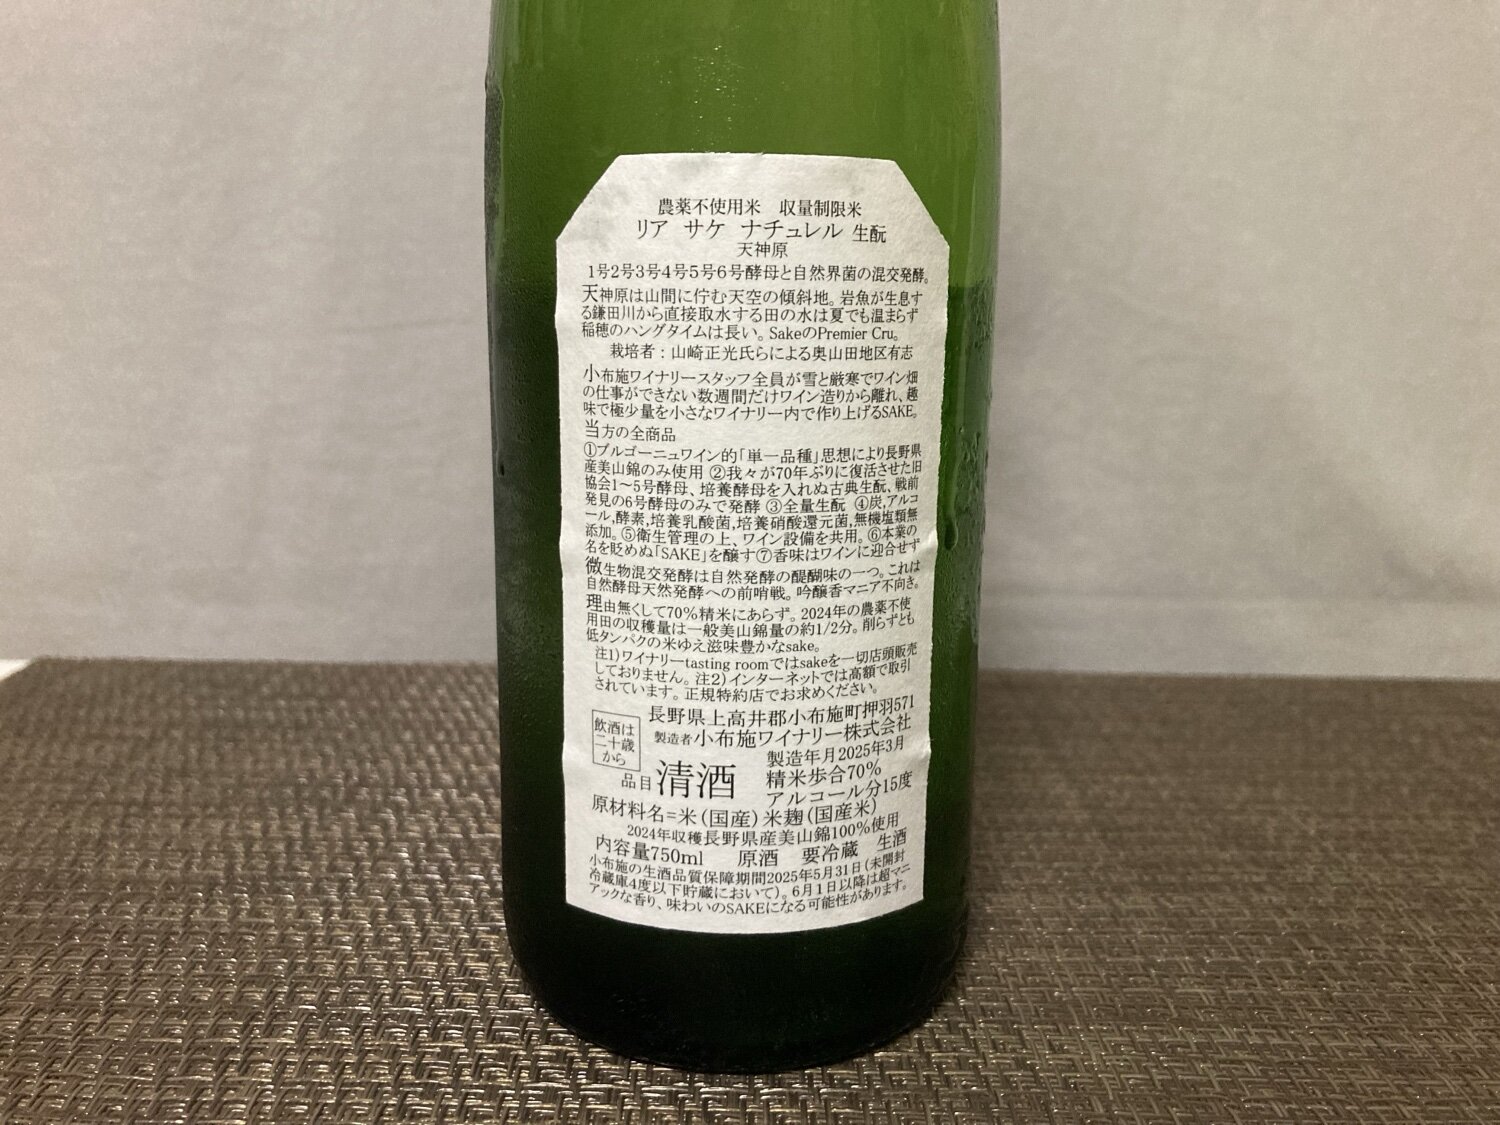 農薬不使用米　収量制限米
リア サケ ナチュレル 生酛
天神原
1号2号3号4号5号6号酵母と自然界菌の混交発酵。
天神原は山間に佇む天空の傾斜地。岩魚が生息す
る鎌田川から直接取水する田の水は夏でも温まらず
稲穂のハングタイムは長い。SakeのPremier Cru。
栽培者：山崎正光氏らによる奥山田地区有志
小布施ワイナリースタッフ全員が雪と厳寒でワイン畑
の仕事ができない数週間だけワイン造りから離れ、趣
味で極少量を小さなワイナリー内で作り上げるSAKE。
当方の全商品
①ブルゴーニュワイン的「単一品種」思想により長野県
産美山錦のみ使用 ②我々が70年ぶりに復活させた旧
協会1～5号酵母、培養酵母を入れぬ古典生酛、戦前
発見の6号酵母のみで発酵 ③全量生酛 ④炭,アルコ
ール,酵素,培養乳酸菌,培養硝酸還元菌,無機塩類無
添加。⑤衛生管理の上、ワイン設備を共用。⑥本業の
名を貶めぬ「SAKE」を醸す⑦香味はワインに迎合せず
微生物混交発酵は自然発酵の醍醐味の一つ。これは
自然酵母天然発酵への前哨戦。吟醸香マニア不向き。
理由無くして70%精米にあらず。2024年の農薬不使
用田の収穫量は一般美山錦量の約1/2分。削らずとも
低タンパクの米ゆえ滋味豊かなsake。
注1)ワイナリーtasting roomではsakeを一切店頭販売
しておりません。注2)インターネットでは高額で取引
されています。正規特約店でお求めください。
長野県上高井郡小布施町押羽571
製造者小布施ワイナリー株式会社
飲酒は
二十歳
から
製造年月2025年3月
品目 清酒 精米歩合70%
アルコール分15度
原材料名=米(国産)米麹(国産米)
2024年収穫長野県産美山錦100%使用
内容量750ml 原酒 要冷蔵 生酒
小布施の生酒品質保障期間2025年5月31日(未開封
冷蔵庫4度以下貯蔵において)。6月1日以降は超マニ
アックな香り、味わいのSAKEになる可能性があります。